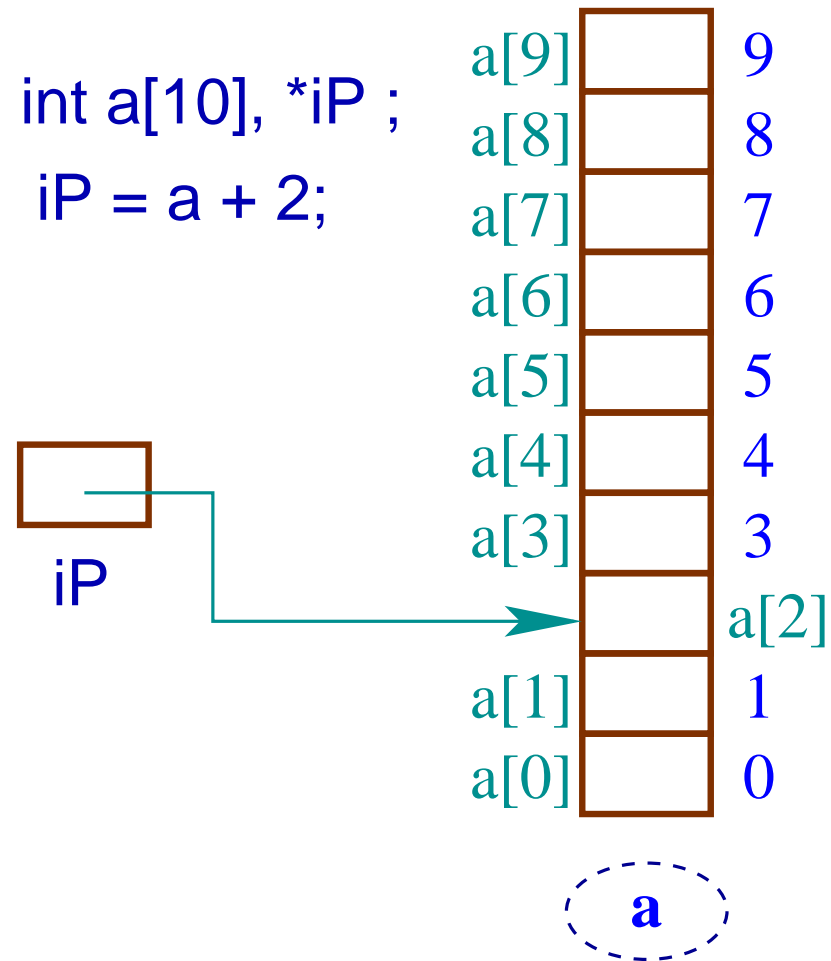 int a[10], *iP ;
iP = a + 2;
a[9] 9
a[8] 8
a[7] 7
a[6] 6
a[5] 5
a[4] 4
a[3] 3
iP
a[2]
a[1] 1
a[0] 0
a